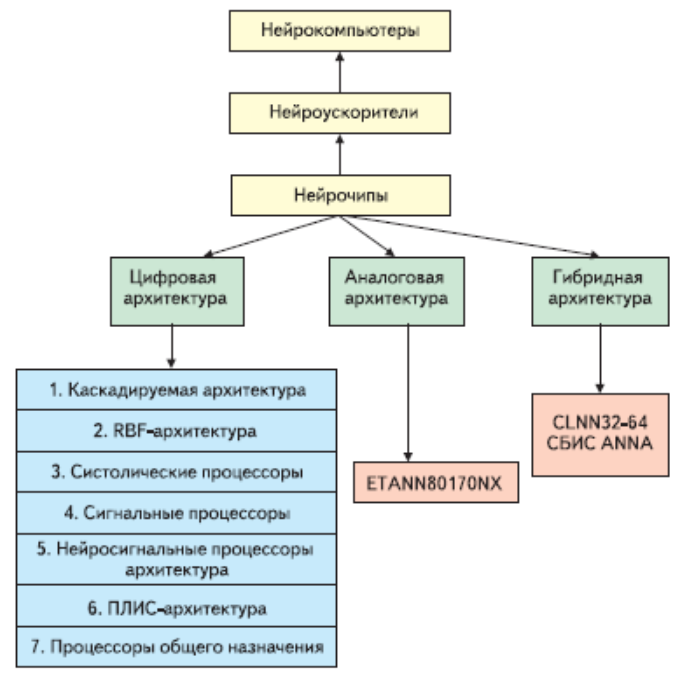 Нейрокомпьютеры
Нейроускорители
Нейрочипы
Цифровая
архитектура
Аналоговая
архитектура
Гибридная
архитектура
1. Каскадируемая архитектура
2. RBF-архитектура
3. Систолические процессоры
4. Сигнальные процессоры
5. Нейросигнальные процессоры
архитектура
6. ПЛИС-архитектура
7. Процессоры общего назначения
ETANN80170NX
CLNN32-64
СБИС ANNA